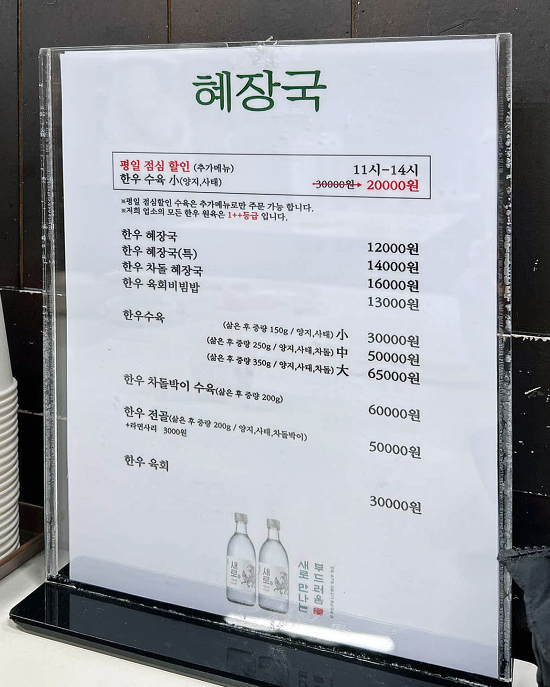 혜장국
평일 점심 할인 (추가메뉴) 11시-14시
한우 수육 小(양지,사태) 30000원→ 20000원
※평일 점심할인 수육은 추가메뉴로만 주문 가능 합니다.
※저희 업소의 모든 한우 원육은 1++등급 입니다.
한우 혜장국 12000원
한우 혜장국(특) 14000원
한우 차돌 혜장국 16000원
한우 육회비빔밥 13000원
한우수육
(삶은 후 중량 150g / 양지,사태) 小 30000원
(삶은 후 중량 250g / 양지,사태,차돌) 中 50000원
(삶은 후 중량 350g / 양지,사태,차돌) 大 65000원
한우 차돌박이 수육(삶은 후 중량 200g) 60000원
한우 전골(삶은 후 중량 200g / 양지,사태,차돌박이)
+라면사리 3000원
50000원
한우 육회
30000원
새로
새로
부드러움
새로 만나는